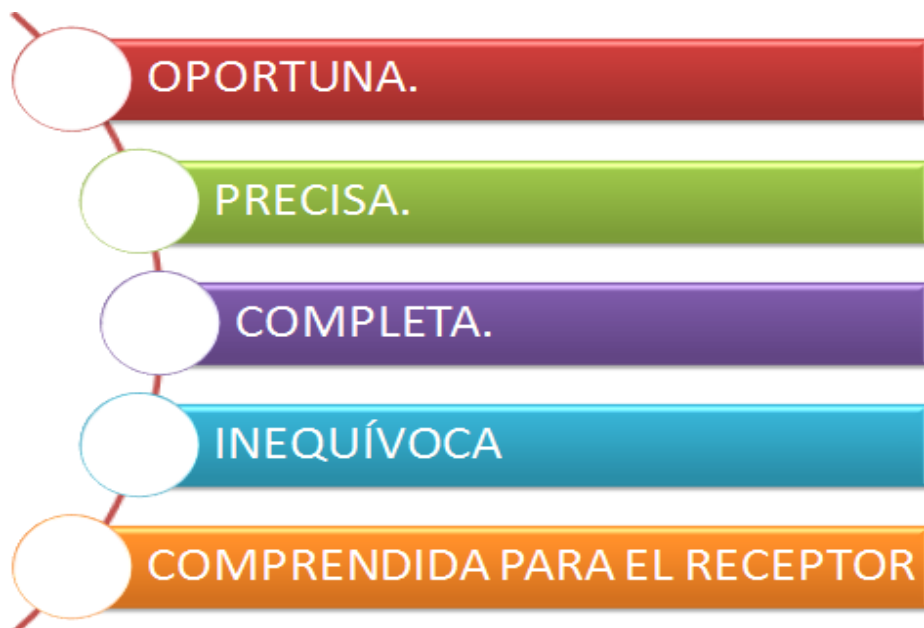 OPORTUNA.
PRECISA.
COMPLETA.
INEQUÍVOCA
COMPRENDIDA PARA EL RECEPTOR